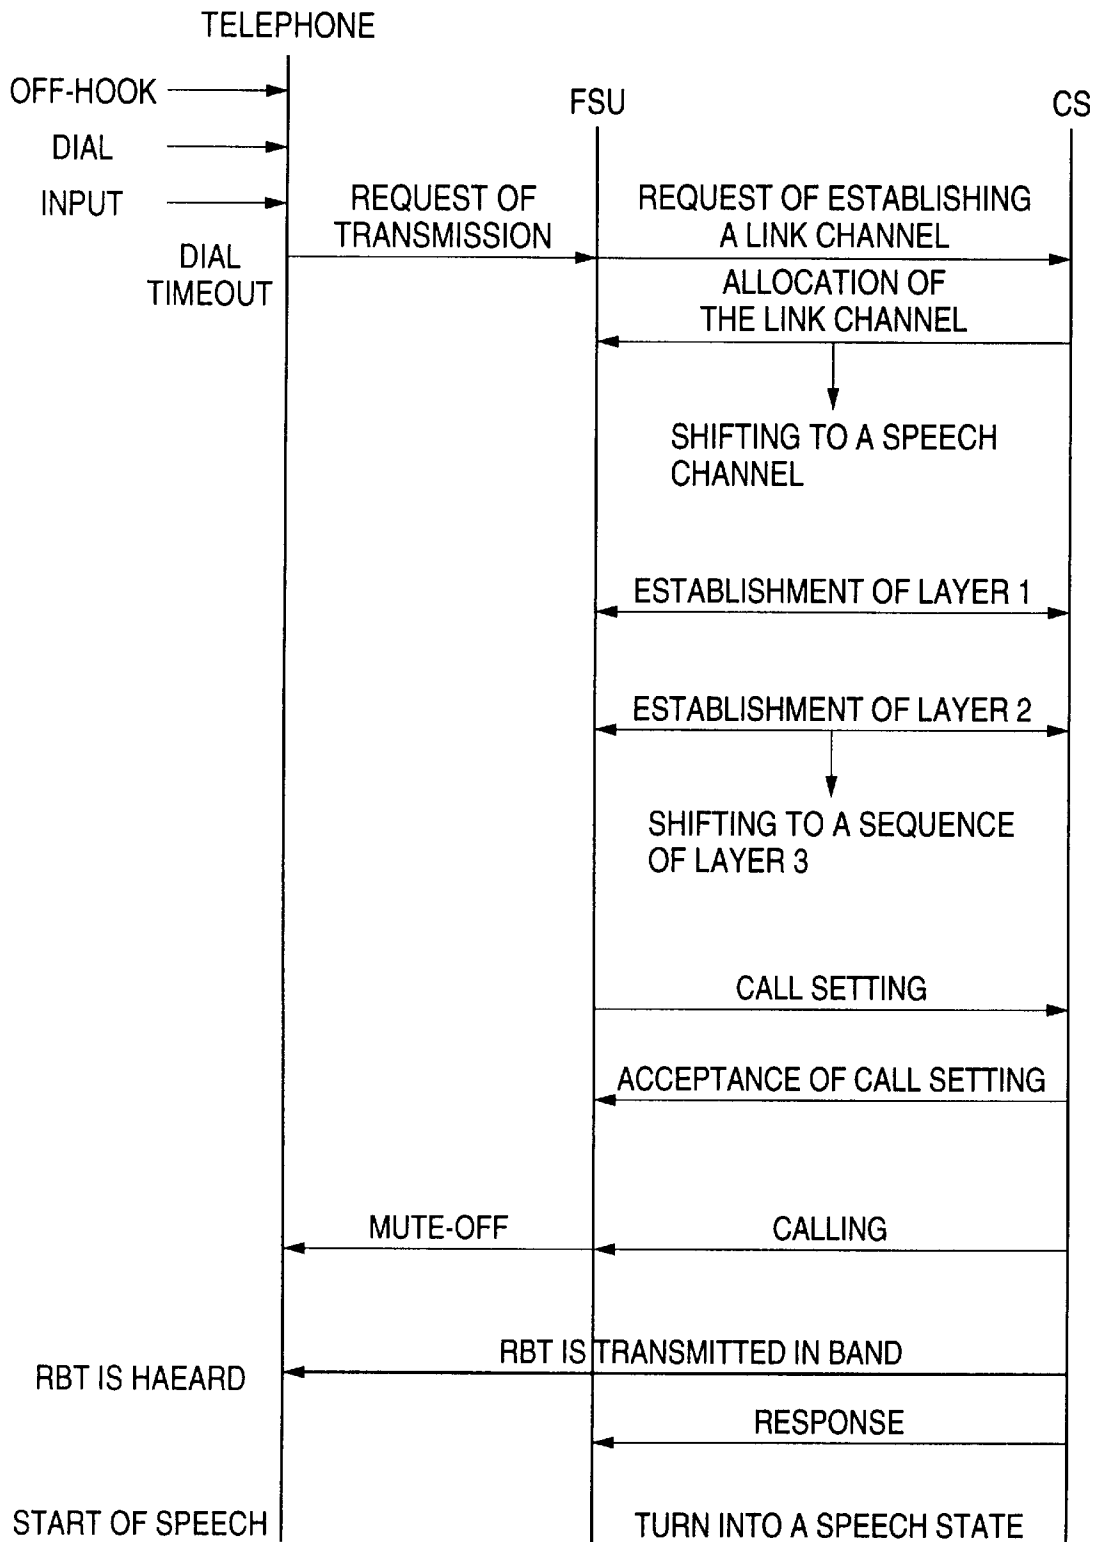 TELEPHONE
OFF-HOOK
FSU
CS
DIAL
INPUT
REQUEST OF
TRANSMISSION
REQUEST OF ESTABLISHING
A LINK CHANNEL
DIAL
TIMEOUT
ALLOCATION OF
THE LINK CHANNEL
SHIFTING TO A SPEECH
CHANNEL
ESTABLISHMENT OF LAYER 1
ESTABLISHMENT OF LAYER 2
SHIFTING TO A SEQUENCE
OF LAYER 3
CALL SETTING
ACCEPTANCE OF CALL SETTING
MUTE-OFF
CALLING
RBT IS TRANSMITTED IN BAND
RBT IS HAEARD
RESPONSE
START OF SPEECH
TURN INTO A SPEECH STATE